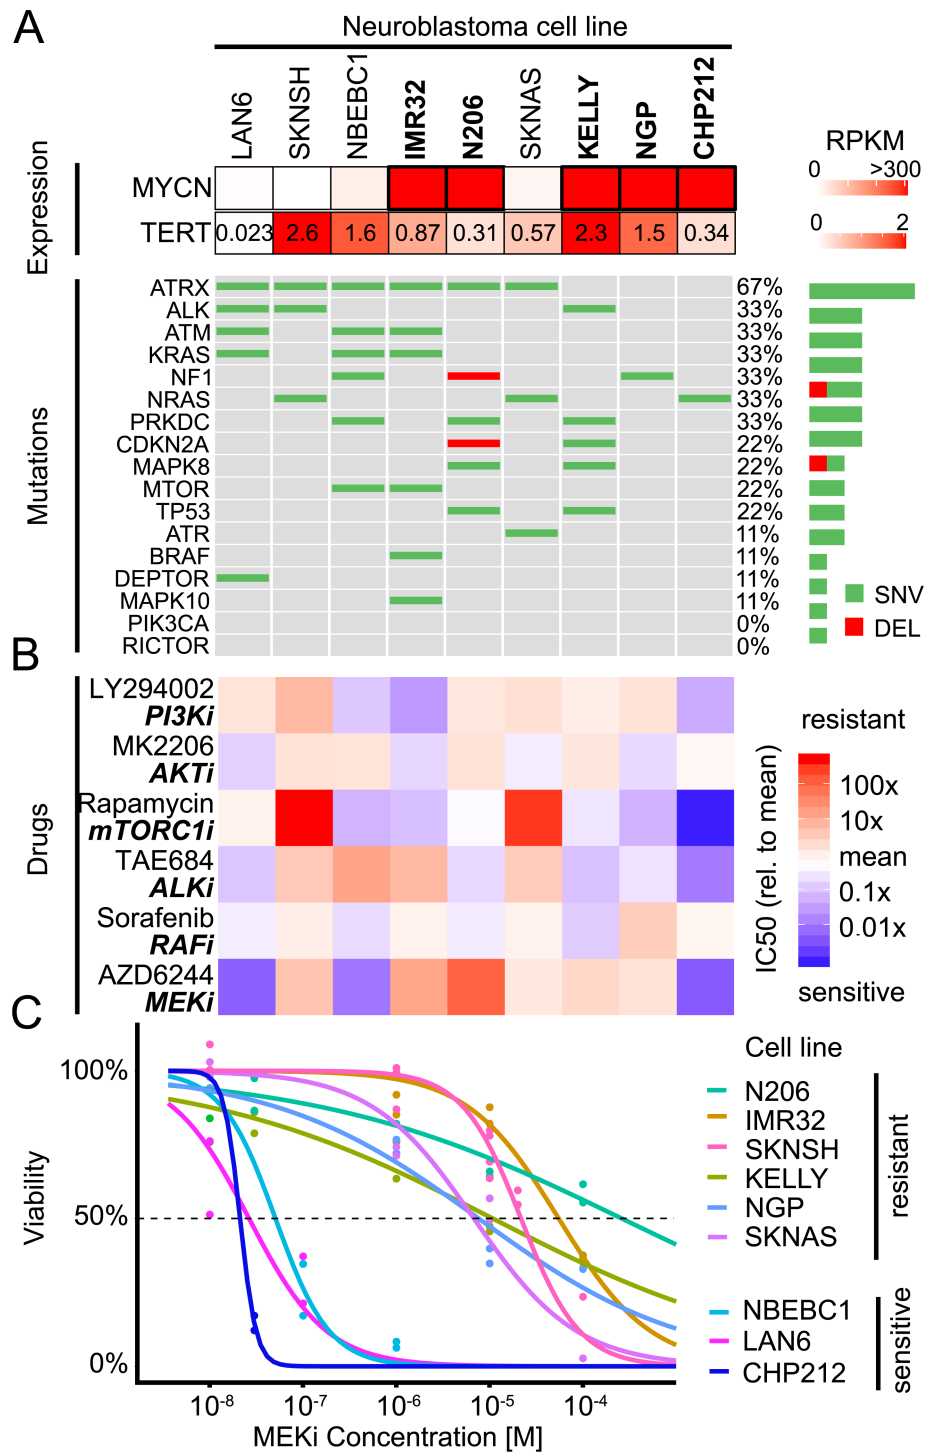 A
Neuroblastoma cell line
LAN6 SKNSH NBEBC1 IMR32 N206 SKNAS KELLY NGP CHP212
Expression
MYCN
TERT 0.023 2.6 1.6 0.87 0.31 0.57 2.3 1.5 0.34
RPKM
0 >300
0 2
Mutations
ATRX 67%
ALK 33%
ATM 33%
KRAS 33%
NF1 33%
NRAS 33%
PRKDC 33%
CDKN2A 22%
MAPK8 22%
MTOR 22%
TP53 22%
ATR 11%
BRAF 11%
DEPTOR 11%
MAPK10 11%
PIK3CA 0%
RICTOR 0%
SNV
DEL
B
Drugs
LY294002
PI3Ki
MK2206
AKTi
Rapamycin
mTORC1i
TAE684
ALKi
Sorafenib
RAFi
AZD6244
MEKi
resistant
IC50 (rel. to mean)
100x
10x
mean
0.1x
0.01x
sensitive
C
Viability
100%
50%
0%
10⁻⁸ 10⁻⁷ 10⁻⁶ 10⁻⁵ 10⁻⁴
MEKi Concentration [M]
Cell line
N206
IMR32
SKNSH
KELLY
NGP
SKNAS
resistant
NBEBC1
LAN6
CHP212
sensitive